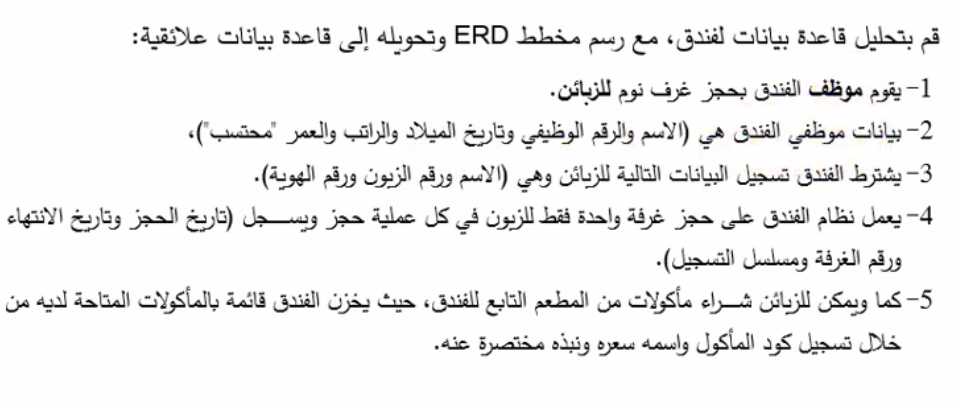 قم بتحليل قاعدة بيانات لفندق، مع رسم مخطط ERD وتحويله إلى قاعدة بيانات علائقية:
1- يقوم موظف الفندق بحجز غرف نوم للزبائن.
2- بيانات موظفي الفندق هي (الاسم والرقم الوظيفي وتاريخ الميلاد والراتب والعمر "محتسب")،
3- يشترط الفندق تسجيل البيانات التالية للزبائن وهي (الاسم ورقم الزبون ورقم الهوية).
4- يعمل نظام الفندق على حجز غرفة واحدة فقط للزبون في كل عملية حجز ويسجل (تاريخ الحجز وتاريخ الانتهاء
ورقم الغرفة ومسلسل التسجيل).
5- كما ويمكن للزبائن شراء مأكولات من المطعم التابع للفندق، حيث يخزن الفندق قائمة بالمأكولات المتاحة لديه من
خلال تسجيل كود المأكول واسمه سعره ونبذه مختصرة عنه.